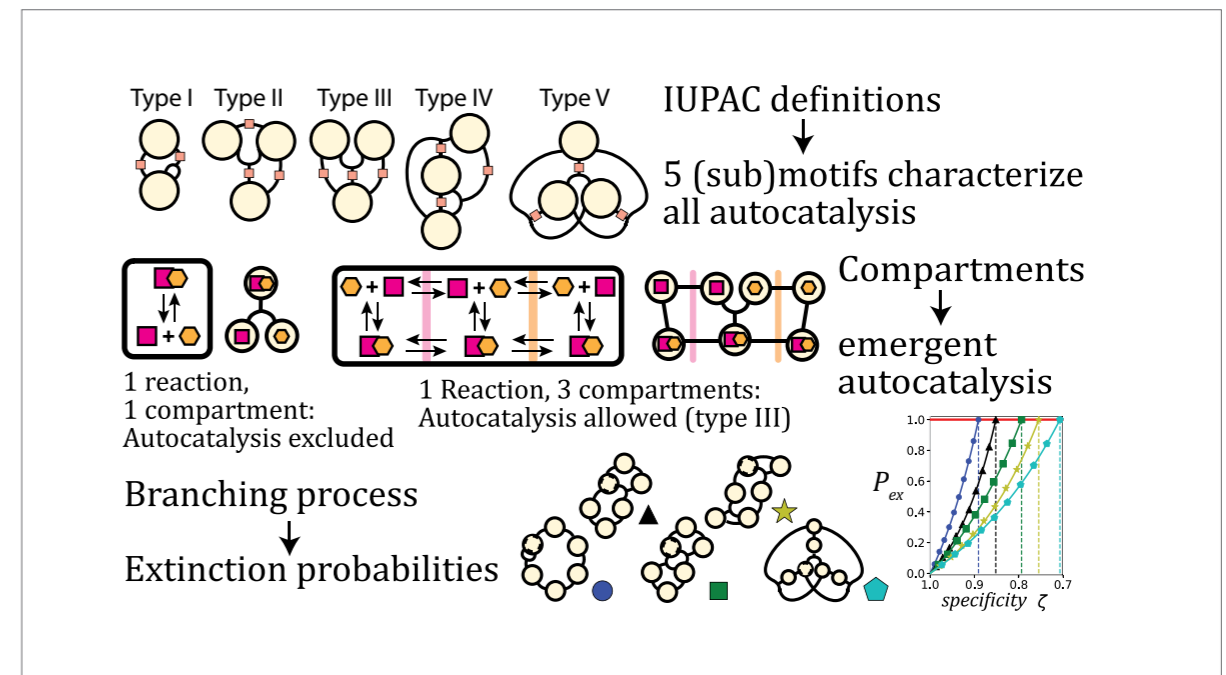 Type I Type II Type III Type IV Type V
IUPAC definitions
5 (sub)motifs characterize
all autocatalysis
+
+ + +
1 reaction,
1 compartment:
Autocatalysis excluded
1 Reaction, 3 compartments:
Autocatalysis allowed (type III)
Compartments
emergent
autocatalysis
Branching process
Extinction probabilities
1.0
0.8
0.6
0.4
0.2
0.0
P_ex
1.0 0.9 0.8 0.7
specificity ζ